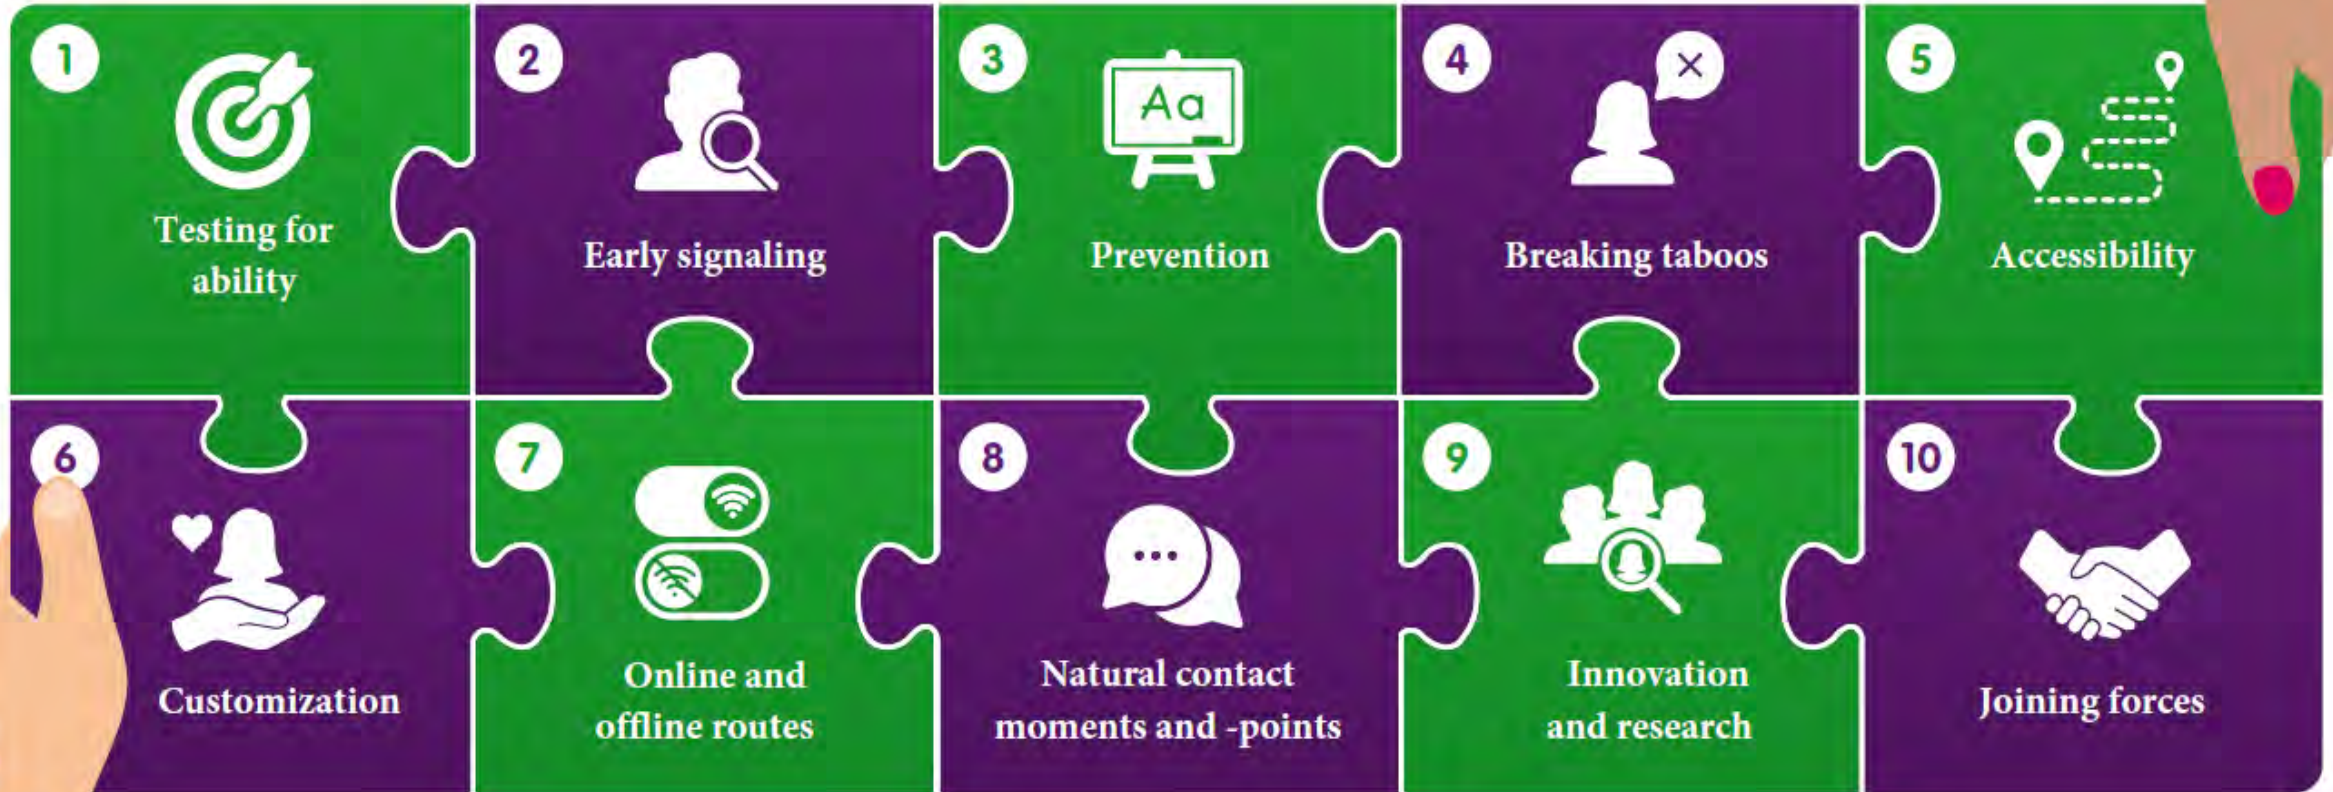 1
Testing for
ability
2
Early signaling
3
Aa
Prevention
4
Breaking taboos
5
Accessibility
6
Customization
7
Online and
offline routes
8
Natural contact
moments and -points
9
Innovation
and research
10
Joining forces